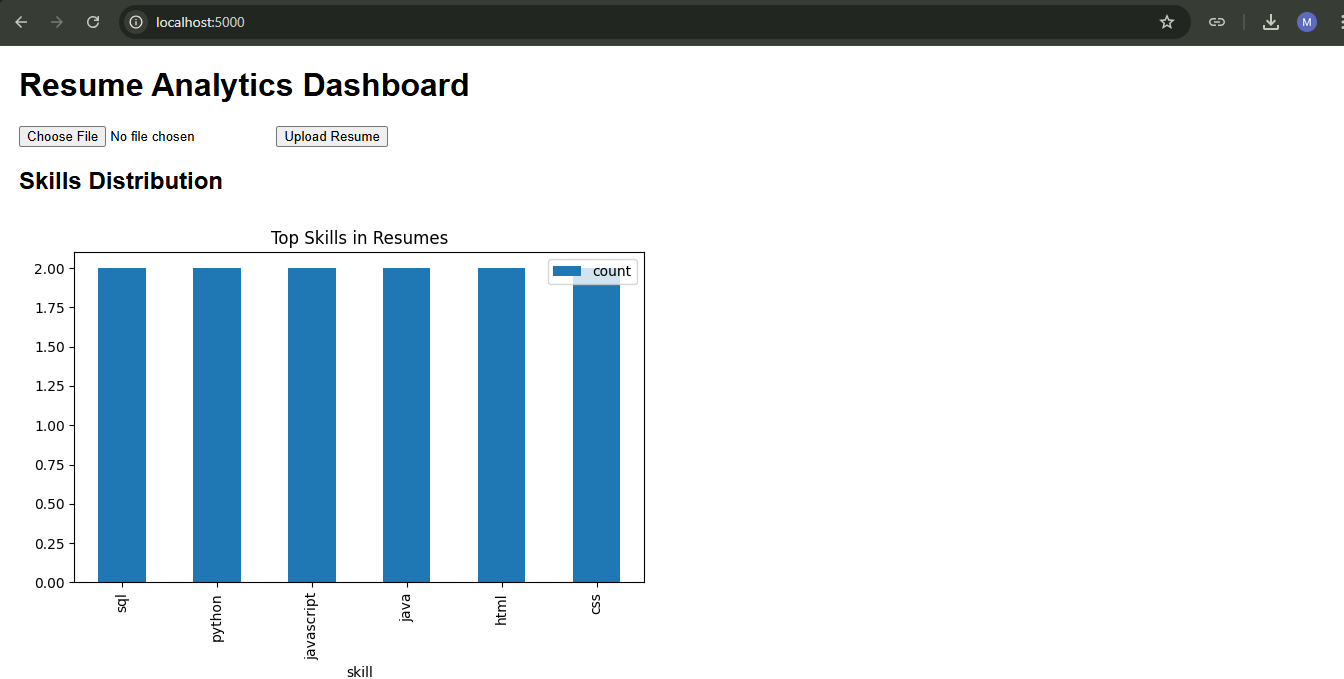 localhost:5000
M
Resume Analytics Dashboard
Choose File No file chosen Upload Resume
Skills Distribution
Top Skills in Resumes
count
2.00
1.75
1.50
1.25
1.00
0.75
0.50
0.25
0.00
sql python javascript java html css
skill